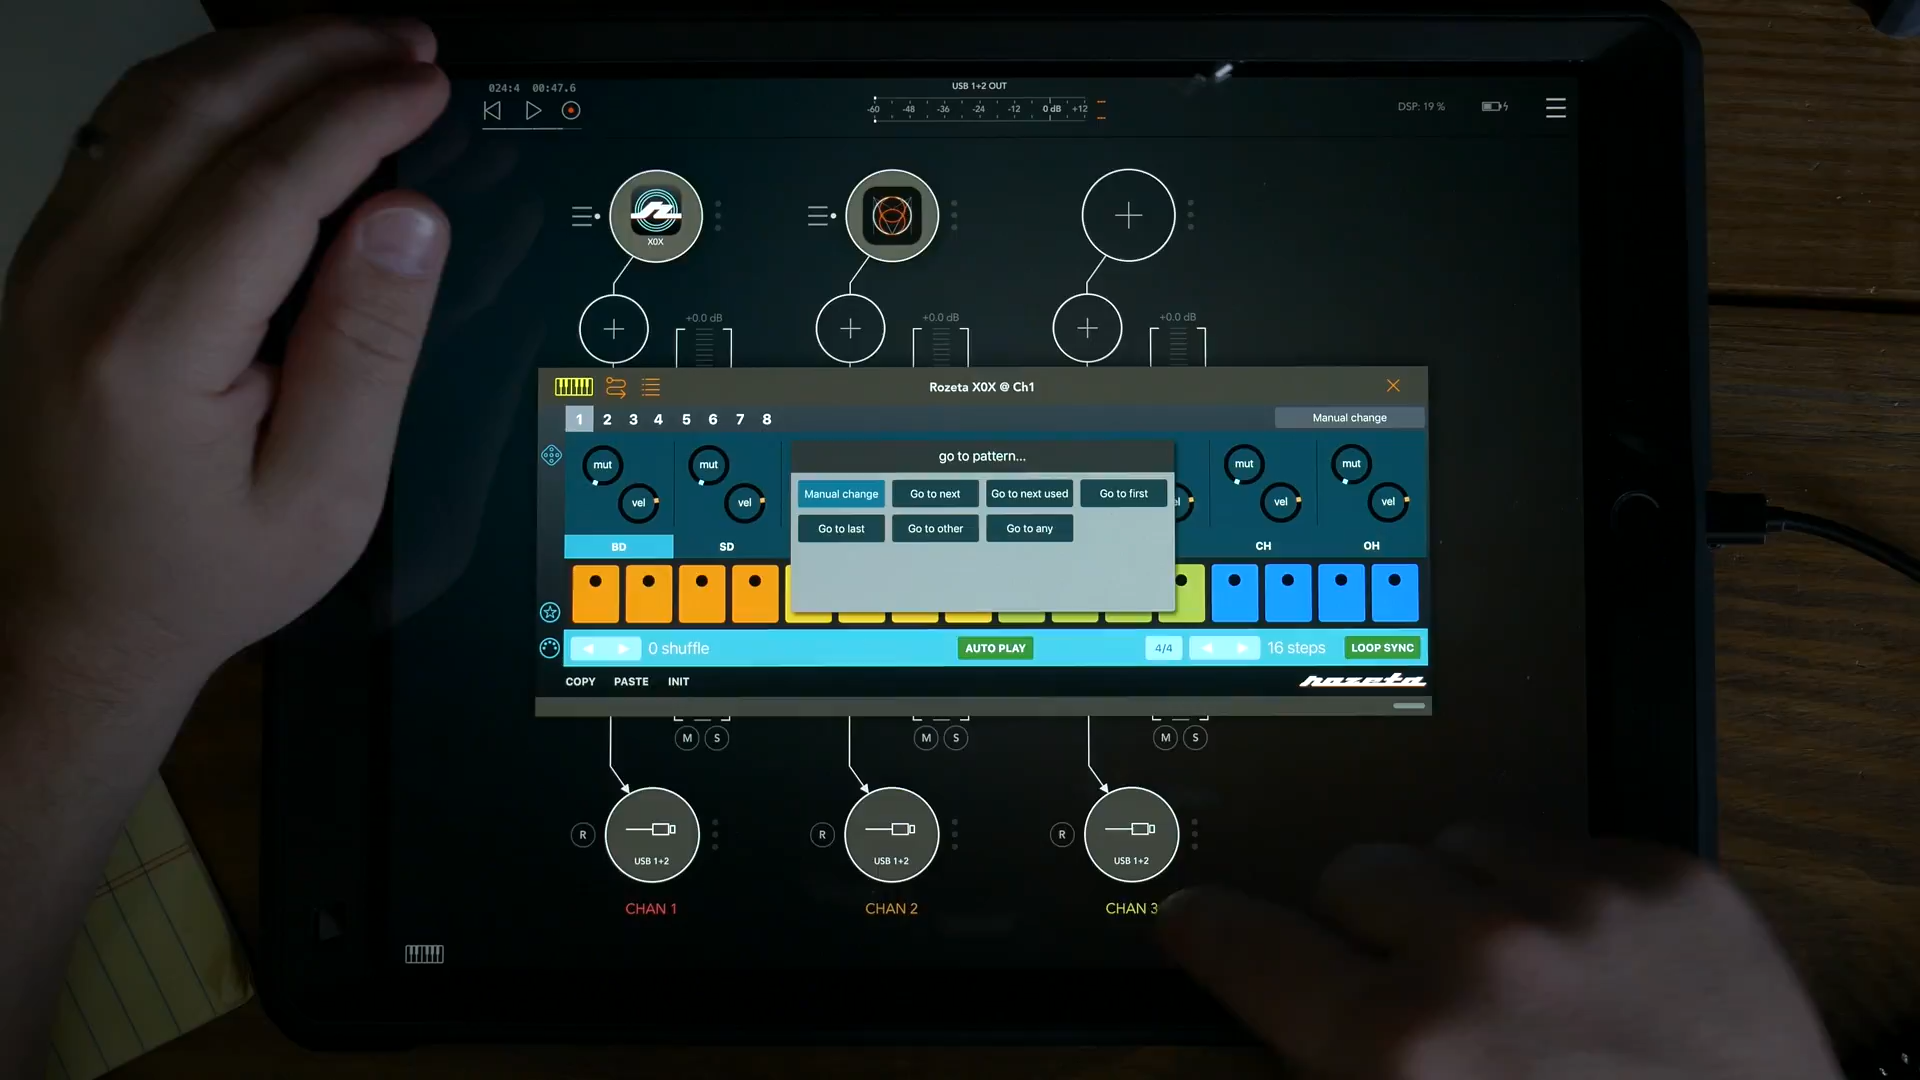 024:4 00:47.6
USB 1+2 OUT
-60 -48 -36 -24 -12 0 dB +12
DSP: 19 %
X0X
+0.0 dB
+0.0 dB
+0.0 dB
Rozeta X0X @ Ch1
1 2 3 4 5 6 7 8
Manual change
go to pattern...
mut
mut
mut
mut
Manual change
Go to next
Go to next used
Go to first
vel
vel
vel
vel
Go to last
Go to other
Go to any
BD
SD
CH
OH
0 shuffle
AUTO PLAY
4/4
16 steps
LOOP SYNC
COPY
PASTE
INIT
rozeta
M S
M S
M S
R
USB 1+2
R
USB 1+2
R
USB 1+2
CHAN 1
CHAN 2
CHAN 3